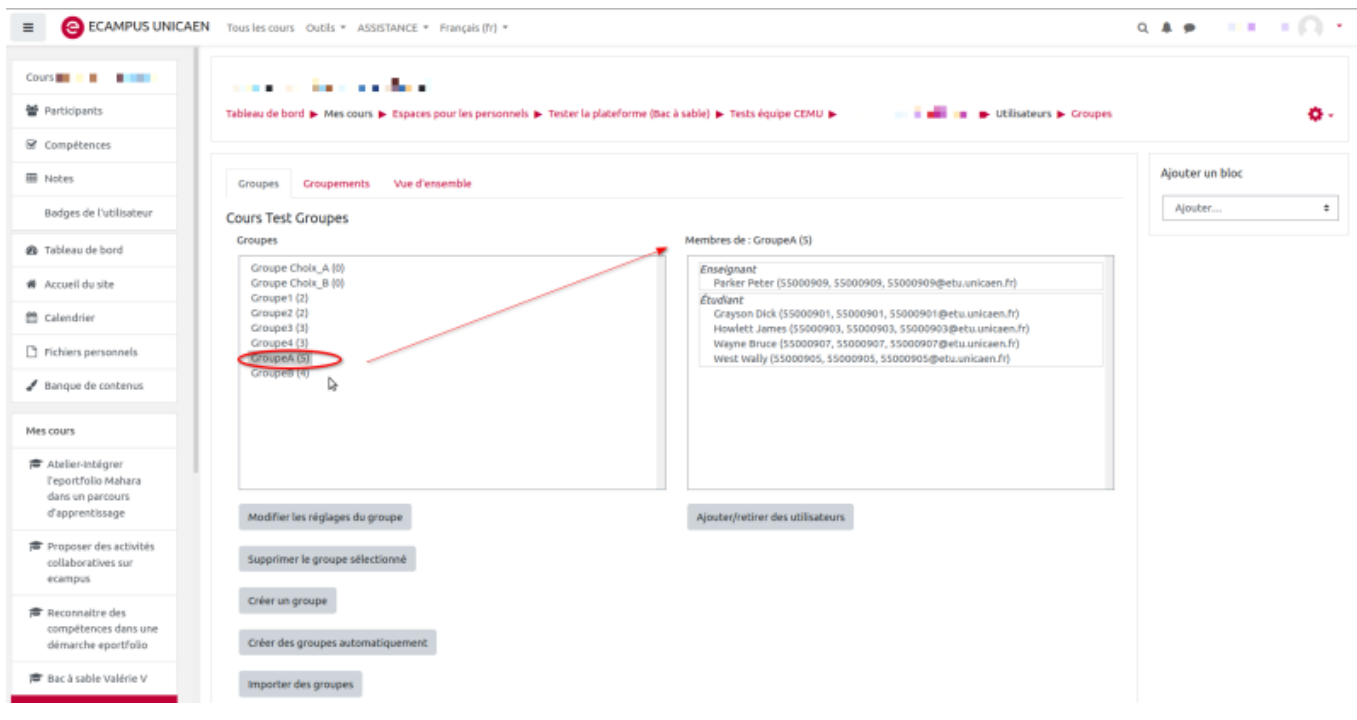 ECAMPUS UNICAEN Tous les cours Outils ASSISTANCE Français (fr)
Cours
Participants
Compétences
Notes
Badges de l'utilisateur
Tableau de bord
Accueil du site
Calendrier
Fichiers personnels
Banque de contenus
Mes cours
Atelier-Intégrer
l'eportfolio Mahara
dans un parcours
d'apprentissage
Proposer des activités
collaboratives sur
ecampus
Reconnaitre des
compétences dans une
démarche eportfolio
Bac à sable Valérie V
Tableau de bord ▶ Mes cours ▶ Espaces pour les personnels ▶ Tester la plateforme (Bac à sable) ▶ Tests équipe CEMU ▶ ▶ Utilisateurs ▶ Groupes
Groupes Groupements Vue d'ensemble
Cours Test Groupes
Groupes
Groupe Choix_A (0)
Groupe Choix_B (0)
Groupe1 (2)
Groupe2 (2)
Groupe3 (3)
Groupe4 (3)
GroupeA (5)
GroupeB (4)
Modifier les réglages du groupe
Supprimer le groupe sélectionné
Créer un groupe
Créer des groupes automatiquement
Importer des groupes
Membres de : GroupeA (5)
Enseignant
Parker Peter (55000909, 55000909, 55000909@etu.unicaen.fr)
Étudiant
Grayson Dick (55000901, 55000901, 55000901@etu.unicaen.fr)
Howlett James (55000903, 55000903, 55000903@etu.unicaen.fr)
Wayne Bruce (55000907, 55000907, 55000907@etu.unicaen.fr)
West Wally (55000905, 55000905, 55000905@etu.unicaen.fr)
Ajouter/retirer des utilisateurs
Ajouter un bloc
Ajouter....